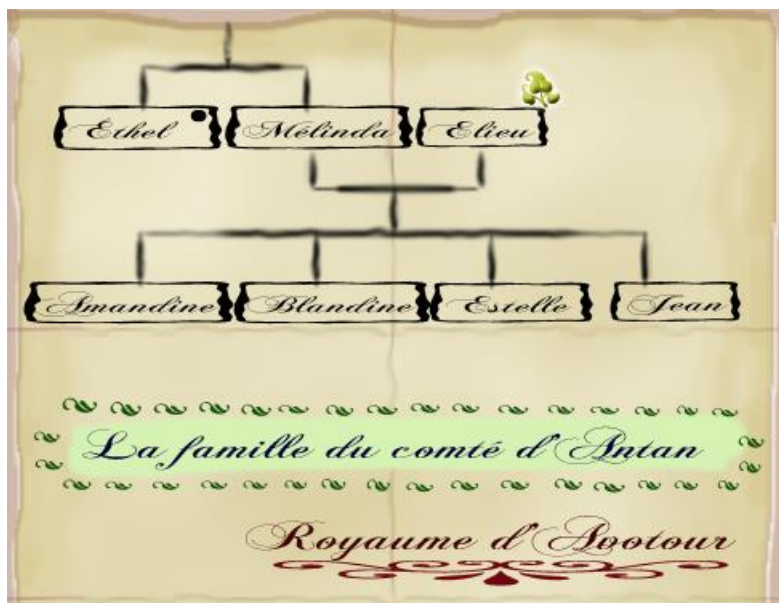 Ethel Mélinda Elieu
Amandine Blandine Estelle Jean
La famille du comté d'Antan
Royaume d'Avotour